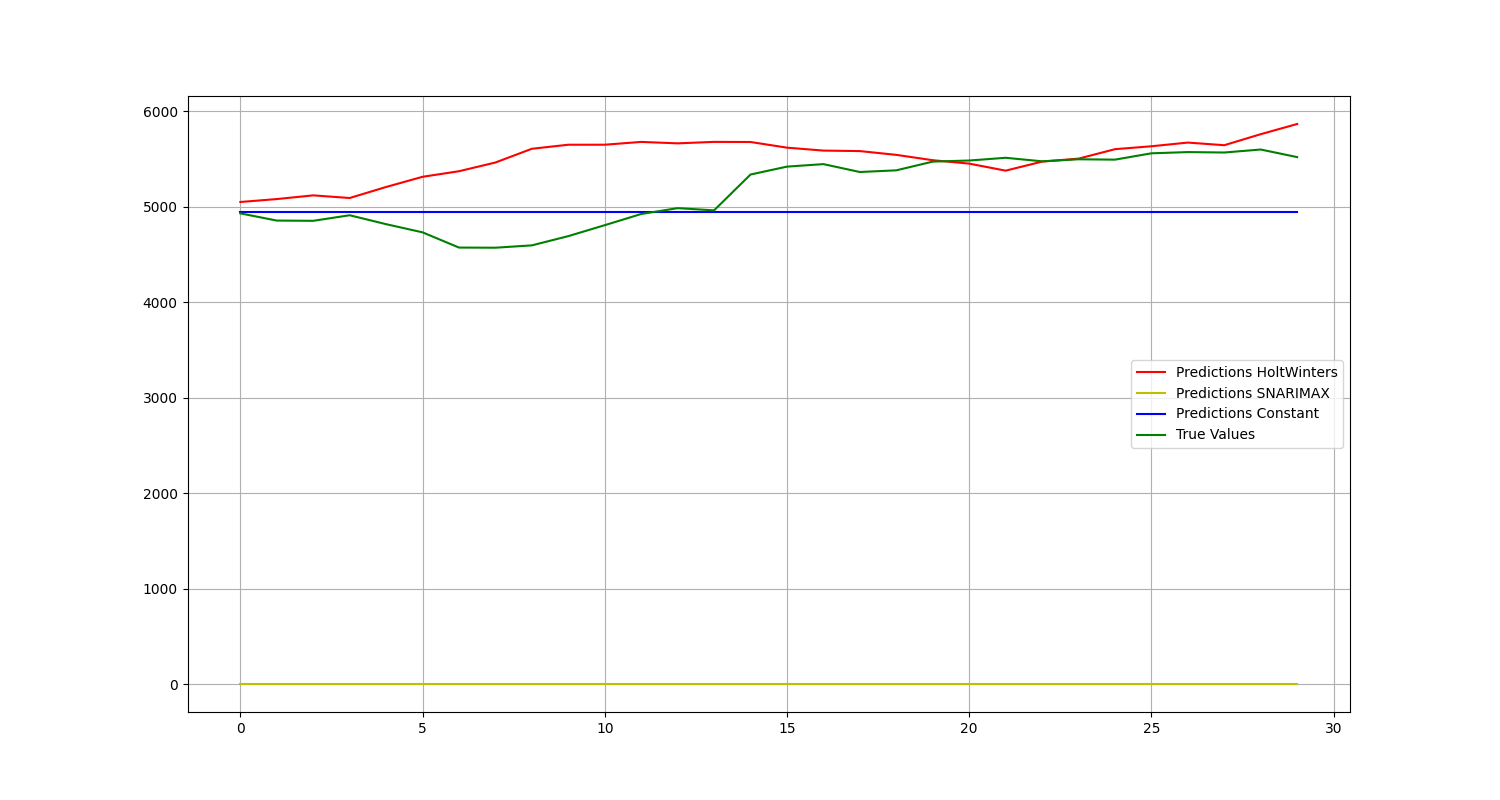 6000
5000
4000
3000
2000
1000
0
0 5 10 15 20 25 30
Predictions HoltWinters
Predictions SNARIMAX
Predictions Constant
True Values